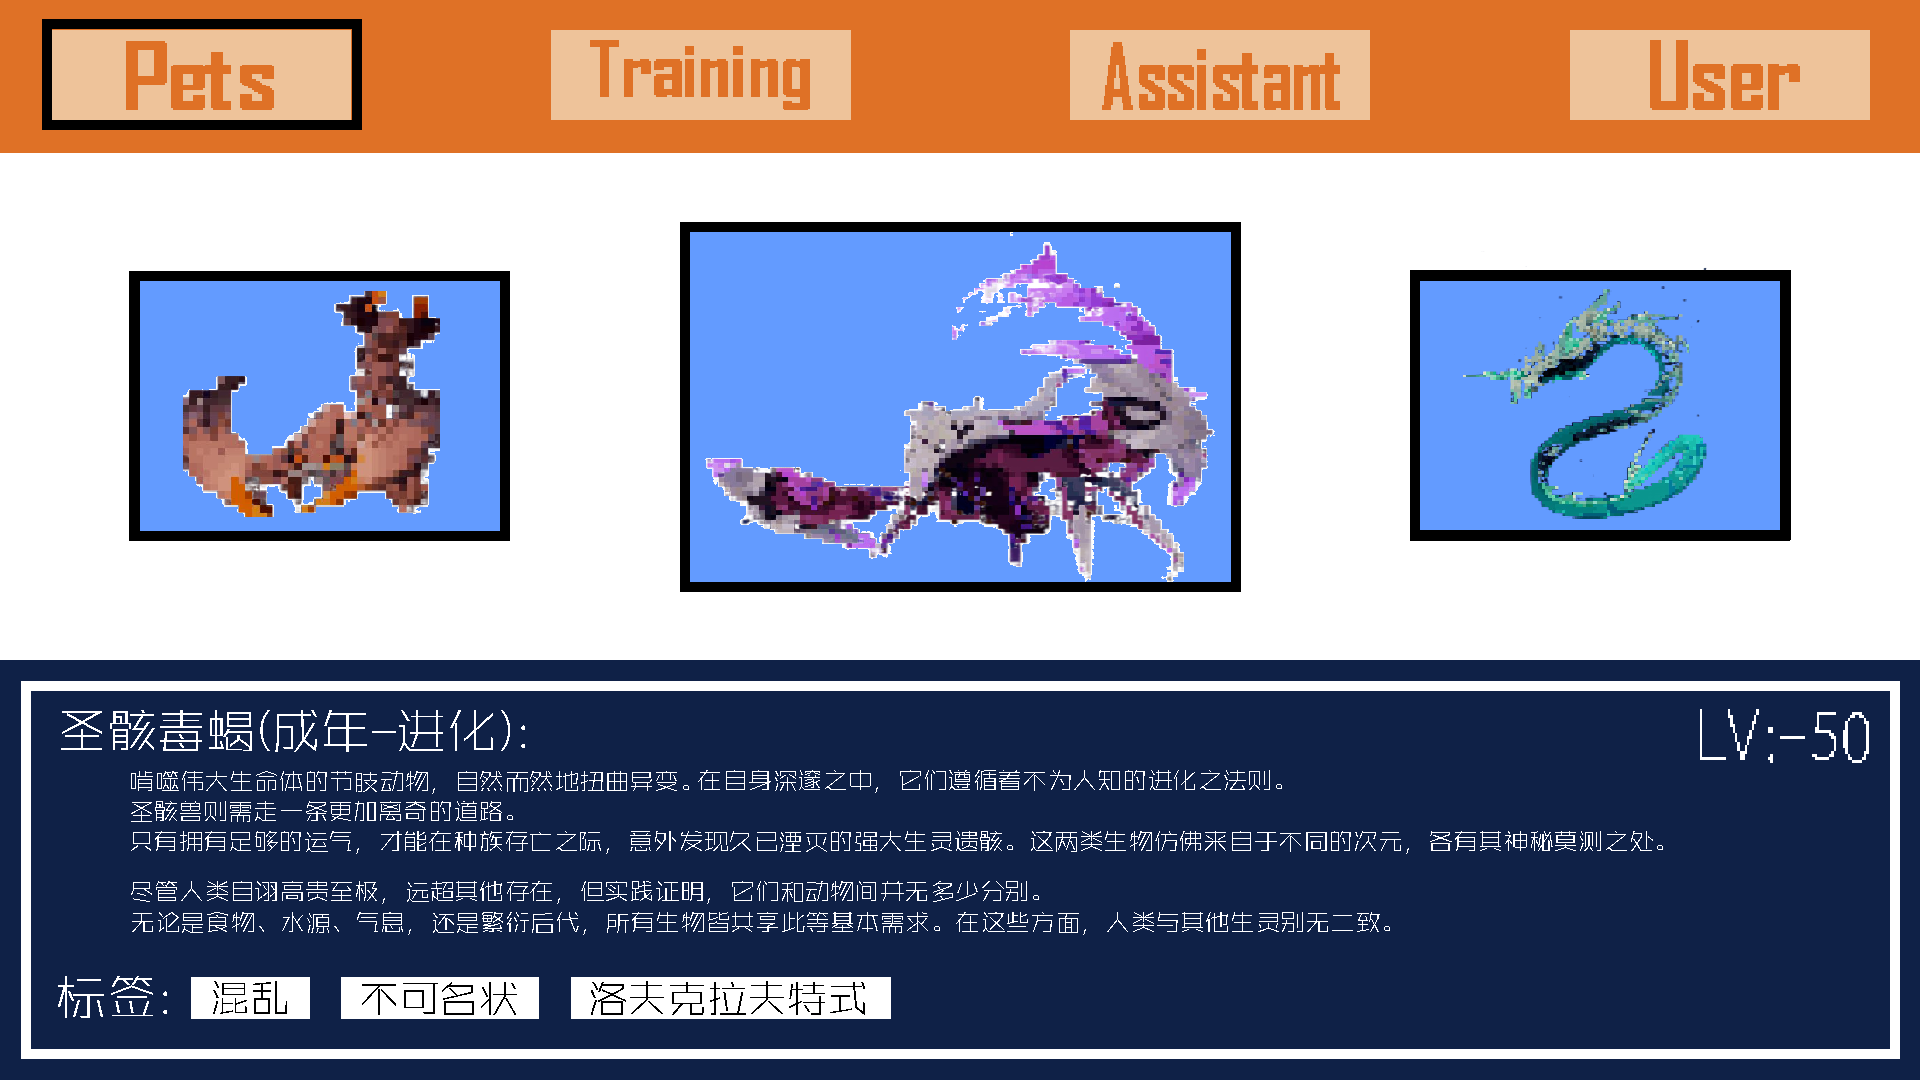 Pets
Training
Assistant
User
圣骸毒蝎(成年-进化):
LV:-50
啃噬伟大生命体的节肢动物，自然而然地扭曲异变。在自身深邃之中，它们遵循着不为人知的进化之法则。
圣骸兽则需走一条更加离奇的道路。
只有拥有足够的运气，才能在种族存亡之际，意外发现久已湮灭的强大生灵遗骸。这两类生物仿佛来自于不同的次元，各有其神秘莫测之处。
尽管人类自诩高贵至极，远超其他存在，但实践证明，它们和动物间并无多少分别。
无论是食物、水源、气息，还是繁衍后代，所有生物皆共享此等基本需求。在这些方面，人类与其他生灵别无二致。
标签:
混乱
不可名状
洛夫克拉夫特式